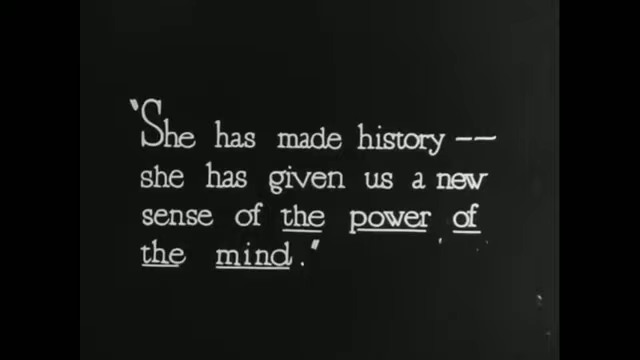 "She has made history --
she has given us a new
sense of the power of
the mind."